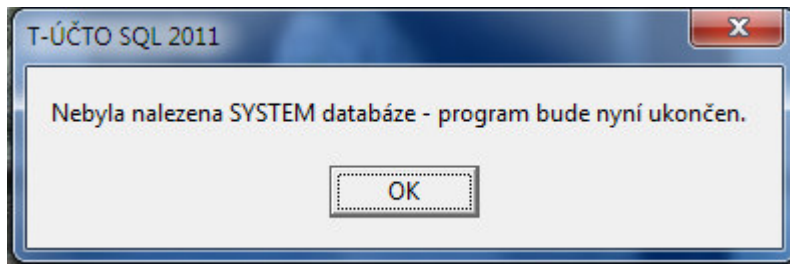 T-ÚČTO SQL 2011
Nebyla nalezena SYSTEM databáze - program bude nyní ukončen.
OK